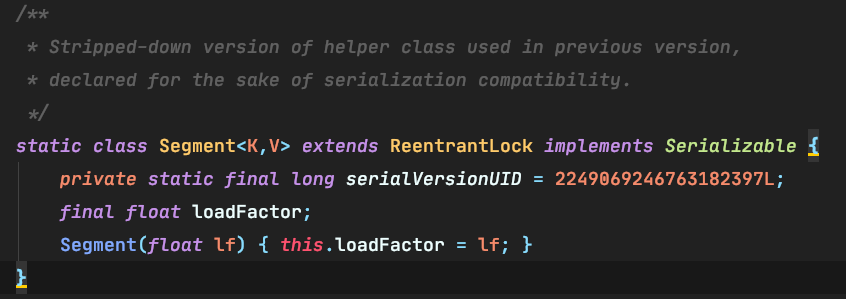 /**
 * Stripped-down version of helper class used in previous version,
 * declared for the sake of serialization compatibility.
 */
static class Segment<K,V> extends ReentrantLock implements Serializable {
    private static final long serialVersionUID = 2249069246763182397L;
    final float loadFactor;
    Segment(float lf) { this.loadFactor = lf; }
}